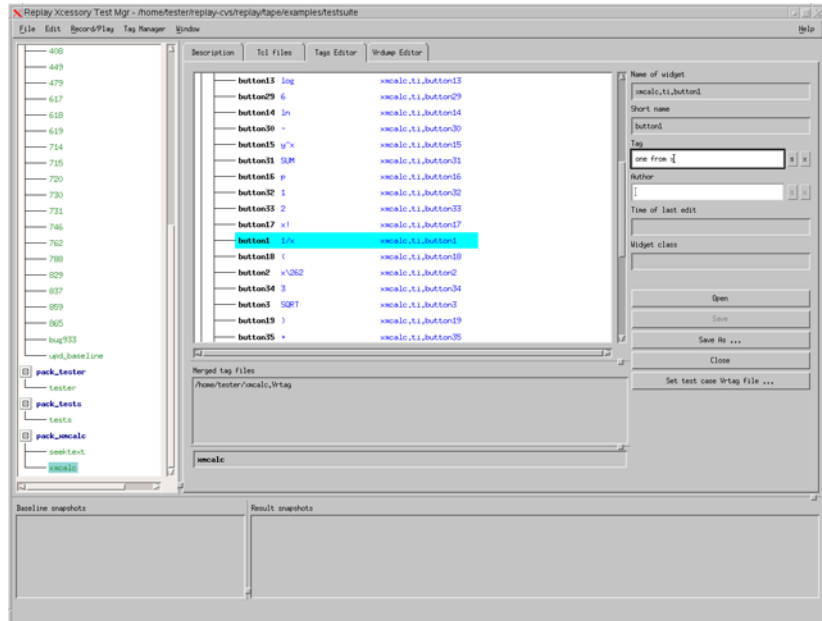 Replay Xcessory Test Mgr - /home/tester/replay-cvs/replay/tape/examples/testsuite
File Edit Record/Play Tag Manager Window Help
408
449
479
617
618
619
714
715
720
730
731
746
762
788
829
837
859
865
bug933
upd_baseline
pack_tester
tester
pack_tests
tests
pack_xmcalc
seektext
xmcalc
Description Tcl files Tags Editor Vrdump Editor
button13 log xmcalc.ti.button13
button29 6 xmcalc.ti.button29
button14 ln xmcalc.ti.button14
button30 - xmcalc.ti.button30
button15 y^x xmcalc.ti.button15
button31 SUM xmcalc.ti.button31
button16 p xmcalc.ti.button16
button32 1 xmcalc.ti.button32
button33 2 xmcalc.ti.button33
button17 x! xmcalc.ti.button17
button1 1/x xmcalc.ti.button1
button18 ( xmcalc.ti.button18
button2 x\262 xmcalc.ti.button2
button34 3 xmcalc.ti.button34
button3 SQRT xmcalc.ti.button3
button19 ) xmcalc.ti.button19
button35 + xmcalc.ti.button35
Merged tag files
/home/tester/xmcalc.Vrtag
xmcalc
Name of widget
xmcalc.ti.button1
Short name
button1
Tag
one from x
s x
Author
s x
Time of last edit
Widget class
Open
Save
Save As ...
Close
Set test case Vrtag file ...
Baseline snapshots
Result snapshots